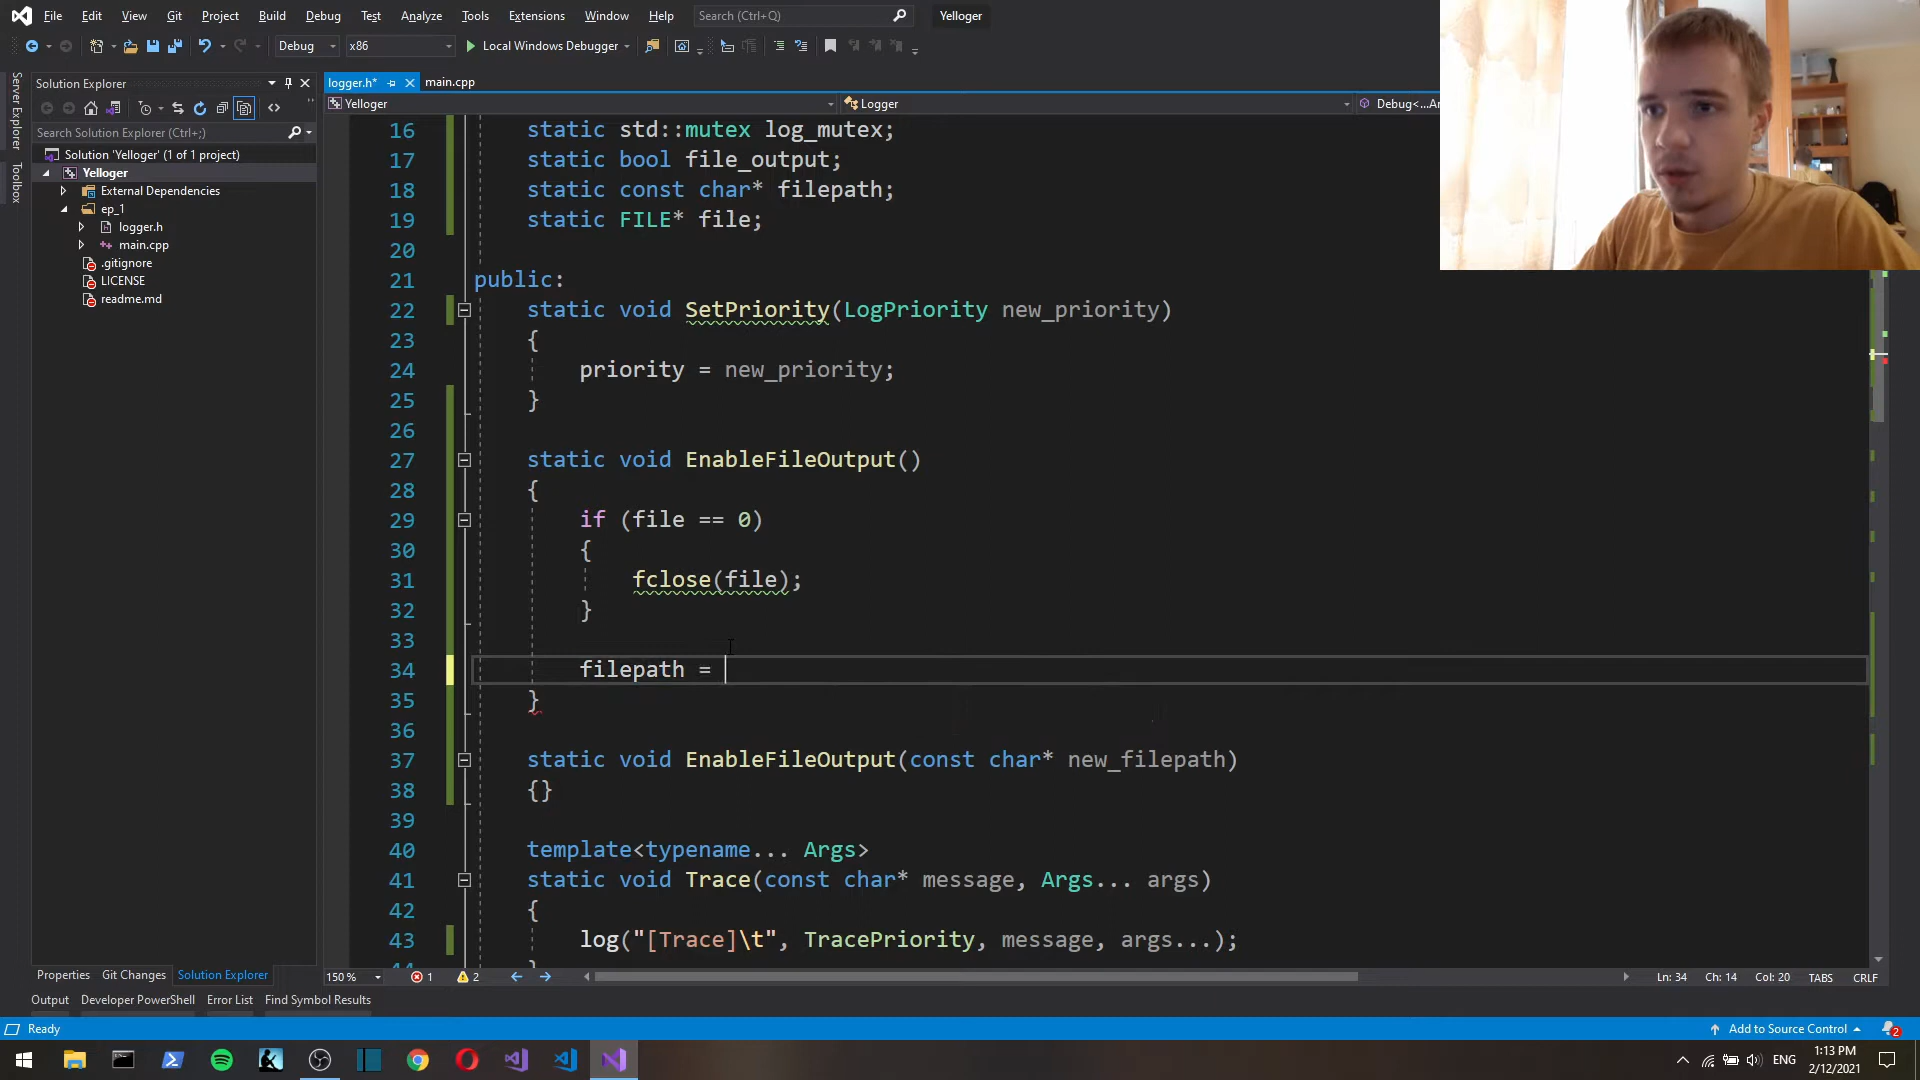 File Edit View Git Project Build Debug Test Analyze Tools Extensions Window Help Search (Ctrl+Q) Yelloger
Debug x86 Local Windows Debugger
Server Explorer
Toolbox
Solution Explorer
Search Solution Explorer (Ctrl+;)
Solution 'Yelloger' (1 of 1 project)
Yelloger
External Dependencies
ep_1
logger.h
main.cpp
.gitignore
LICENSE
readme.md
logger.h* main.cpp
Yelloger Logger Debug<...Ar
16 static std::mutex log_mutex;
17 static bool file_output;
18 static const char* filepath;
19 static FILE* file;
20
21 public:
22 static void SetPriority(LogPriority new_priority)
23 {
24 priority = new_priority;
25 }
26
27 static void EnableFileOutput()
28 {
29 if (file == 0)
30 {
31 fclose(file);
32 }
33
34 filepath =
35 }
36
37 static void EnableFileOutput(const char* new_filepath)
38 {}
39
40 template<typename... Args>
41 static void Trace(const char* message, Args... args)
42 {
43 log("[Trace]\t", TracePriority, message, args...);
Properties Git Changes Solution Explorer
150 % 1 2 Ln: 34 Ch: 14 Col: 20 TABS CRLF
Output Developer PowerShell Error List Find Symbol Results
Ready Add to Source Control 2
ENG 1:13 PM
2/12/2021